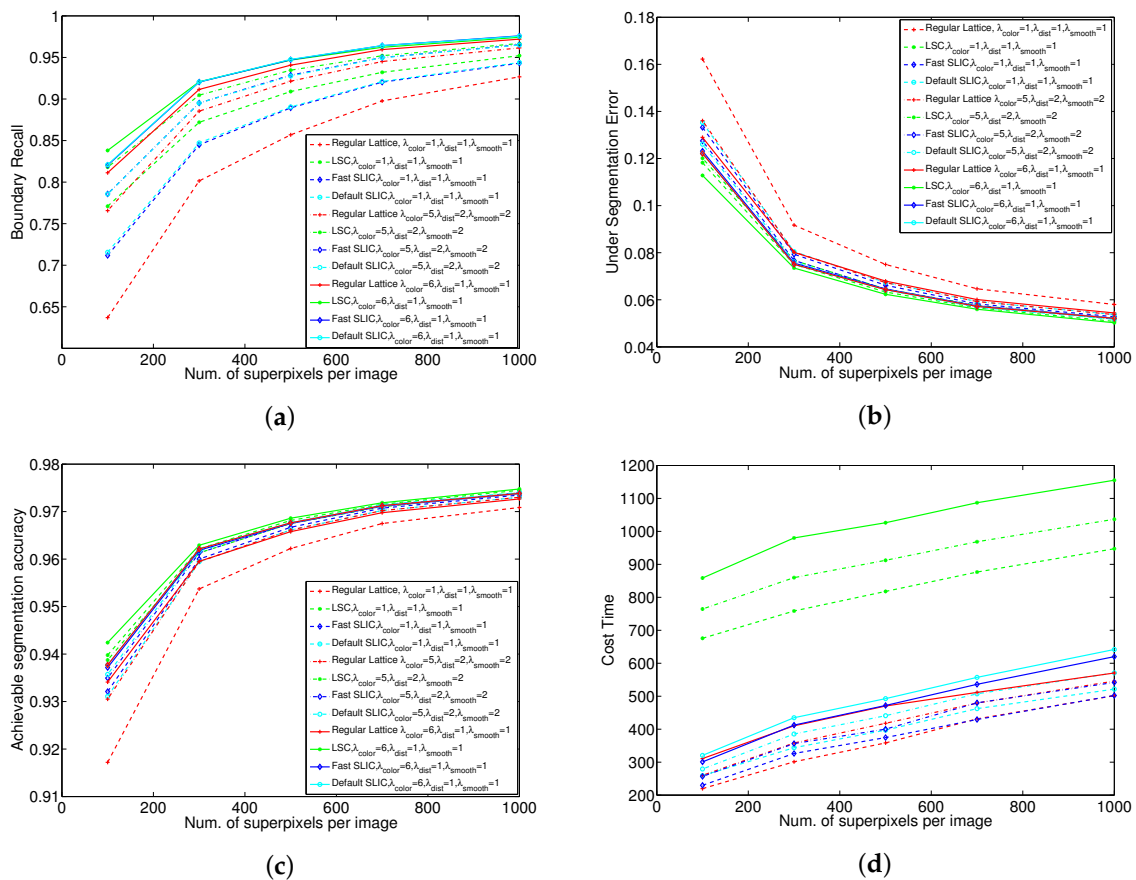 1
0.95
0.9
0.85
0.8
0.75
0.7
0.65
0 200 400 600 800 1000
Boundary Recall
Num. of superpixels per image
Regular Lattice, λcolor=1,λdist=1,λsmooth=1
LSC,λcolor=1,λdist=1,λsmooth=1
Fast SLIC,λcolor=1,λdist=1,λsmooth=1
Default SLIC,λcolor=1,λdist=1,λsmooth=1
Regular Lattice λcolor=5,λdist=2,λsmooth=2
LSC,λcolor=5,λdist=2,λsmooth=2
Fast SLIC,λcolor=5,λdist=2,λsmooth=2
Default SLIC,λcolor=5,λdist=2,λsmooth=2
Regular Lattice λcolor=6,λdist=1,λsmooth=1
LSC,λcolor=6,λdist=1,λsmooth=1
Fast SLIC,λcolor=6,λdist=1,λsmooth=1
Default SLIC,λcolor=6,λdist=1,λsmooth=1
(a)
0.18
0.16
0.14
0.12
0.1
0.08
0.06
0.04
0 200 400 600 800 1000
Under Segmentation Error
Num. of superpixels per image
Regular Lattice, λcolor=1,λdist=1,λsmooth=1
LSC,λcolor=1,λdist=1,λsmooth=1
Fast SLIC,λcolor=1,λdist=1,λsmooth=1
Default SLIC,λcolor=1,λdist=1,λsmooth=1
Regular Lattice λcolor=5,λdist=2,λsmooth=2
LSC,λcolor=5,λdist=2,λsmooth=2
Fast SLIC,λcolor=5,λdist=2,λsmooth=2
Default SLIC,λcolor=5,λdist=2,λsmooth=2
Regular Lattice λcolor=6,λdist=1,λsmooth=1
LSC,λcolor=6,λdist=1,λsmooth=1
Fast SLIC,λcolor=6,λdist=1,λsmooth=1
Default SLIC,λcolor=6,λdist=1,λsmooth=1
(b)
0.98
0.97
0.96
0.95
0.94
0.93
0.92
0.91
0 200 400 600 800 1000
Achievable segmentation accuracy
Num. of superpixels per image
Regular Lattice, λcolor=1,λdist=1,λsmooth=1
LSC,λcolor=1,λdist=1,λsmooth=1
Fast SLIC,λcolor=1,λdist=1,λsmooth=1
Default SLIC,λcolor=1,λdist=1,λsmooth=1
Regular Lattice λcolor=5,λdist=2,λsmooth=2
LSC,λcolor=5,λdist=2,λsmooth=2
Fast SLIC,λcolor=5,λdist=2,λsmooth=2
Default SLIC,λcolor=5,λdist=2,λsmooth=2
Regular Lattice λcolor=6,λdist=1,λsmooth=1
LSC,λcolor=6,λdist=1,λsmooth=1
Fast SLIC,λcolor=6,λdist=1,λsmooth=1
Default SLIC,λcolor=6,λdist=1,λsmooth=1
(c)
1200
1100
1000
900
800
700
600
500
400
300
200
0 200 400 600 800 1000
Cost Time
Num. of superpixels per image
(d)